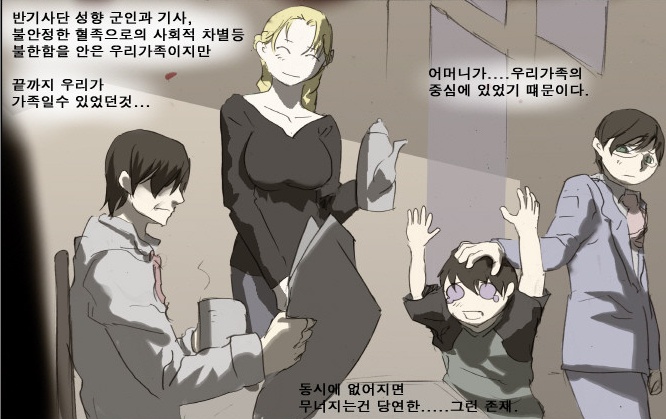 반기사단 성향 군인과 기사,
불안정한 혈족으로의 사회적 차별등
불한함을 안은 우리가족이지만
끝까지 우리가
가족일수 있었던것...
어머니가....우리가족의
중심에 있었기 때문이다.
동시에 없어지면
무너지는건 당연한.....그런 존재.